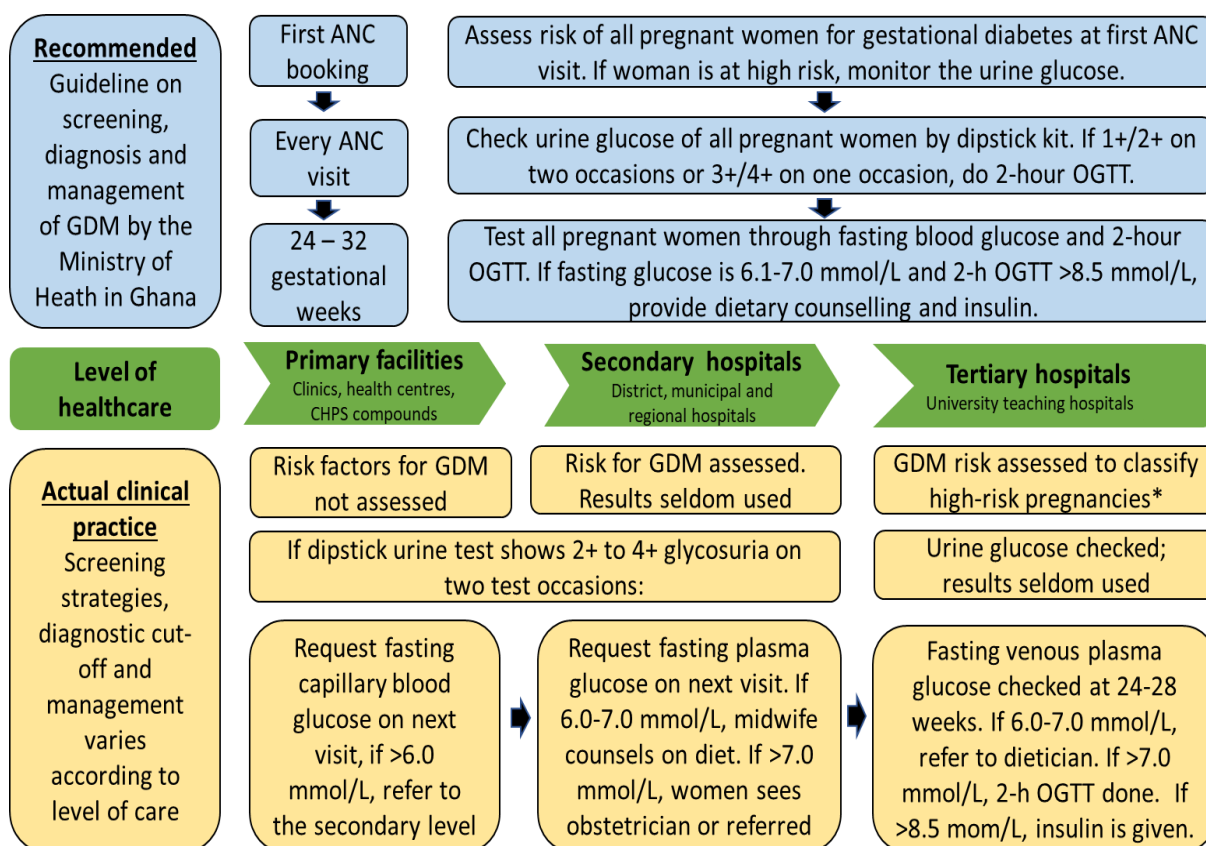 Recommended
Guideline on
screening,
diagnosis and
management
of GDM by the
Ministry of
Heath in Ghana
First ANC
booking
Assess risk of all pregnant women for gestational diabetes at first ANC
visit. If woman is at high risk, monitor the urine glucose.
Every ANC
visit
Check urine glucose of all pregnant women by dipstick kit. If 1+/2+ on
two occasions or 3+/4+ on one occasion, do 2-hour OGTT.
24 – 32
gestational
weeks
Test all pregnant women through fasting blood glucose and 2-hour
OGTT. If fasting glucose is 6.1-7.0 mmol/L and 2-h OGTT >8.5 mmol/L,
provide dietary counselling and insulin.
Level of
healthcare
Primary facilities
Clinics, health centres,
CHPS compounds
Secondary hospitals
District, municipal and
regional hospitals
Tertiary hospitals
University teaching hospitals
Actual clinical
practice
Screening
strategies,
diagnostic cut-
off and
management
varies
according to
level of care
Risk factors for GDM
not assessed
Risk for GDM assessed.
Results seldom used
GDM risk assessed to classify
high-risk pregnancies*
If dipstick urine test shows 2+ to 4+ glycosuria on
two test occasions:
Urine glucose checked;
results seldom used
Request fasting
capillary blood
glucose on next
visit, if >6.0
mmol/L, refer to
the secondary level
Request fasting plasma
glucose on next visit. If
6.0-7.0 mmol/L, midwife
counsels on diet. If >7.0
mmol/L, women sees
obstetrician or referred
Fasting venous plasma
glucose checked at 24-28
weeks. If 6.0-7.0 mmol/L,
refer to dietician. If >7.0
mmol/L, 2-h OGTT done. If
>8.5 mom/L, insulin is given.